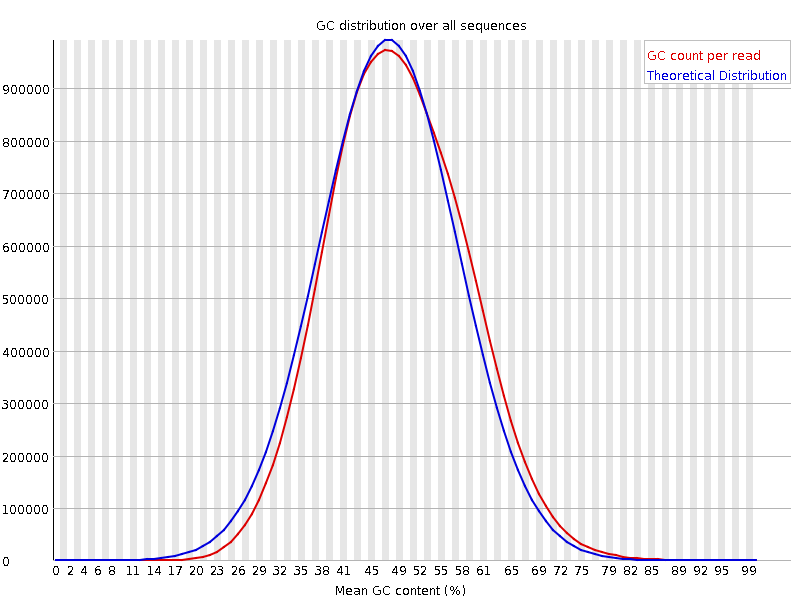 GC distribution over all sequences
GC count per read
Theoretical Distribution
900000
800000
700000
600000
500000
400000
300000
200000
100000
0
0 2 4 6 8 11 14 17 20 23 26 29 32 35 38 41 45 49 52 55 58 61 65 69 72 75 79 82 85 89 92 95 99
Mean GC content (%)